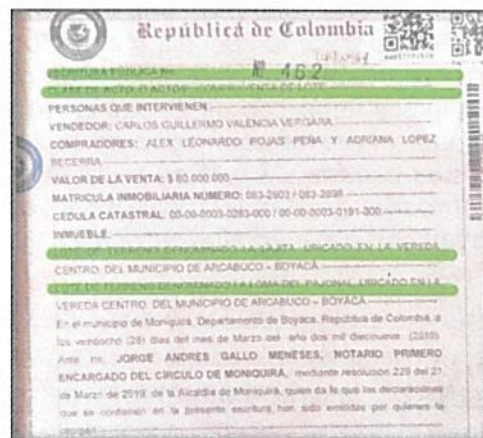 República de Colombia
ESCRITURA PÚBLICA No. Nº 462
CLASE DE ACTO O ACTOS: COMPRAVENTA DE LOTE
PERSONAS QUE INTERVIENEN
VENDEDOR: CARLOS GUILLERMO VALENCIA VERGARA
COMPRADORES: ALEX LEONARDO ROJAS PEÑA Y ADRIANA LOPEZ
BECERRA
VALOR DE LA VENTA: $ 60.000.000
MATRICULA INMOBILIARIA NUMERO: 083-2903 / 083-2898
CEDULA CATASTRAL: 00-00-0003-0283-000 / 00-00-0003-0191-000
INMUEBLE.
LOTE DE TERRENO DENOMINADO UBICADO EN LA VEREDA
CENTRO, DEL MUNICIPIO DE ARCABUCO – BOYACÁ
LOTE DE TERRENO DENOMINADO LA LOMA DEL PAJONAL, UBICADO EN LA
VEREDA CENTRO, DEL MUNICIPIO DE ARCABUCO – BOYACÁ
En el municipio de Moniquirá, Departamento de Boyacá, República de Colombia, a
los veintiocho (28) días del mes de Marzo del año dos mil diecinueve (2019)
Ante mí, JORGE ANDRES GALLO MENESES, NOTARIO PRIMERO
ENCARGADO DEL CÍRCULO DE MONIQUIRA, mediante resolución 229 del 21
de Marzo de 2019, de la Alcaldía de Moniquirá, quien da fe que las declaraciones
que se contienen en la presente escritura han sido emitidas por quienes la
otorgan